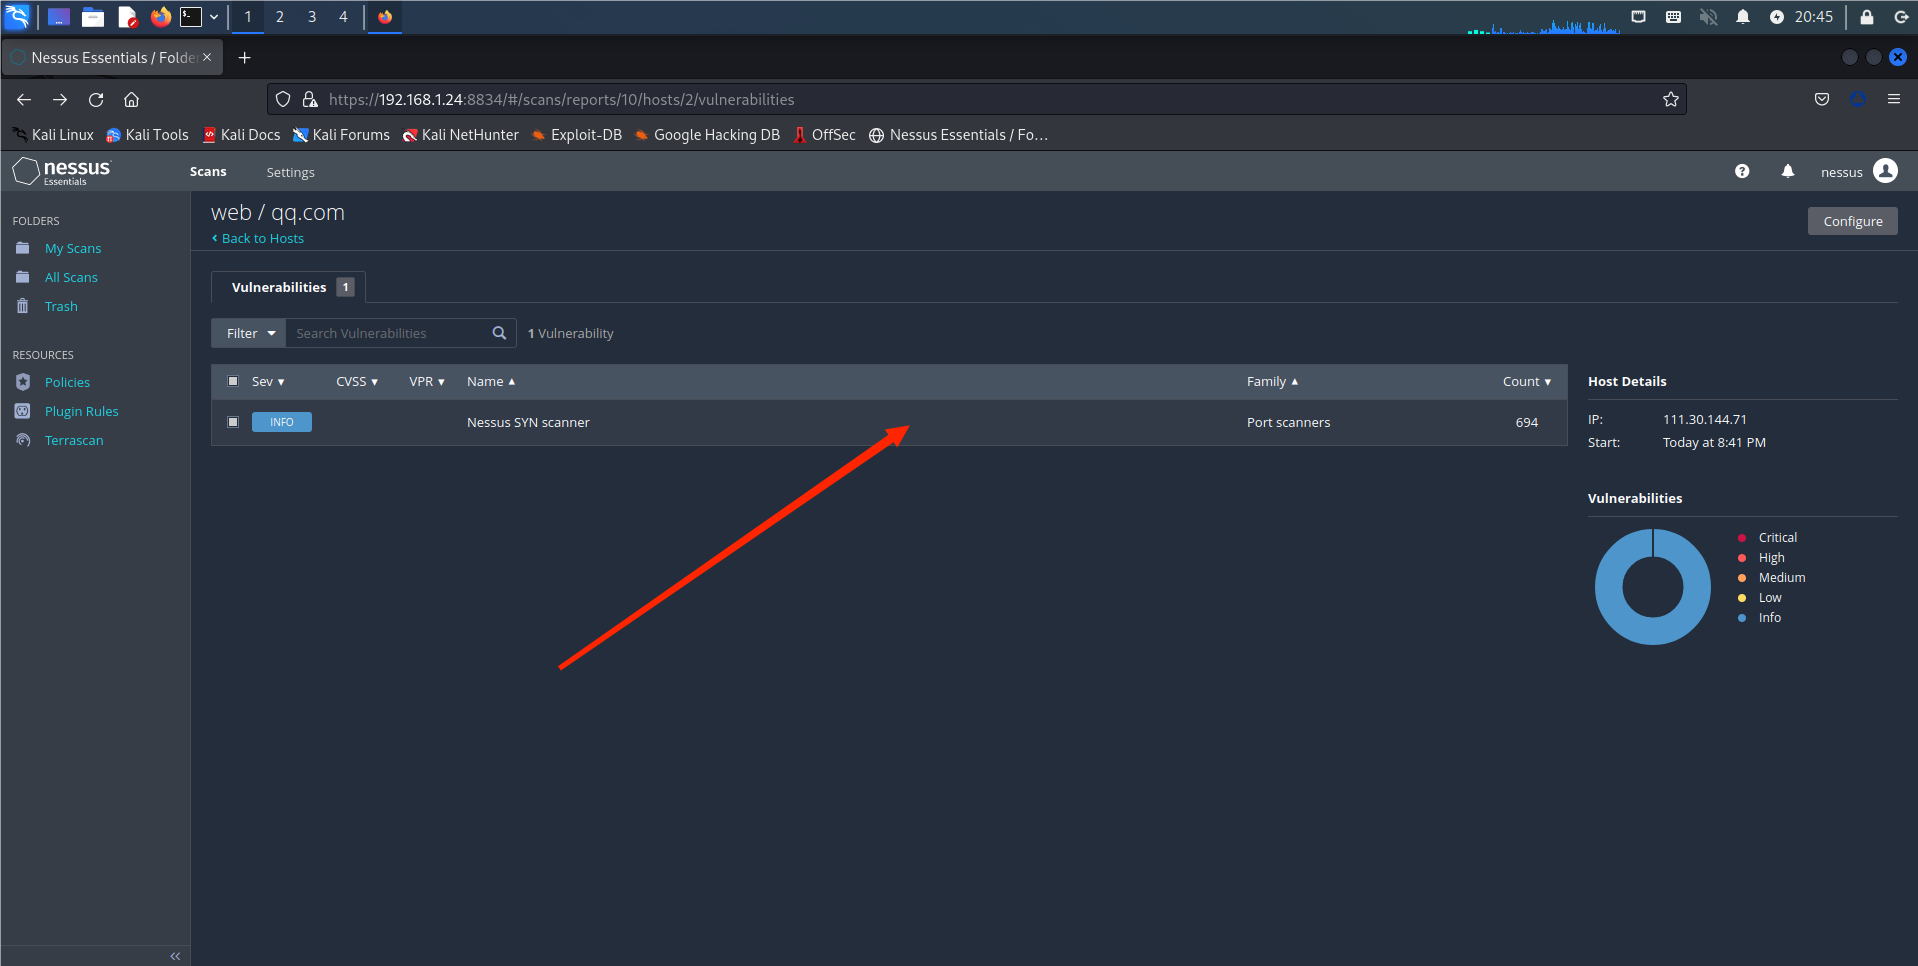 1 2 3 4 20:45
Nessus Essentials / Folde
https://192.168.1.24:8834/#/scans/reports/10/hosts/2/vulnerabilities
Kali Linux Kali Tools Kali Docs Kali Forums Kali NetHunter Exploit-DB Google Hacking DB OffSec Nessus Essentials / Fo...
nessus Essentials Scans Settings nessus
FOLDERS
My Scans
All Scans
Trash
RESOURCES
Policies
Plugin Rules
Terrascan
web / qq.com
Back to Hosts
Configure
Vulnerabilities 1
Filter Search Vulnerabilities 1 Vulnerability
Sev CVSS VPR Name Family Count
INFO Nessus SYN scanner Port scanners 694
Host Details
IP: 111.30.144.71
Start: Today at 8:41 PM
Vulnerabilities
Critical
High
Medium
Low
Info